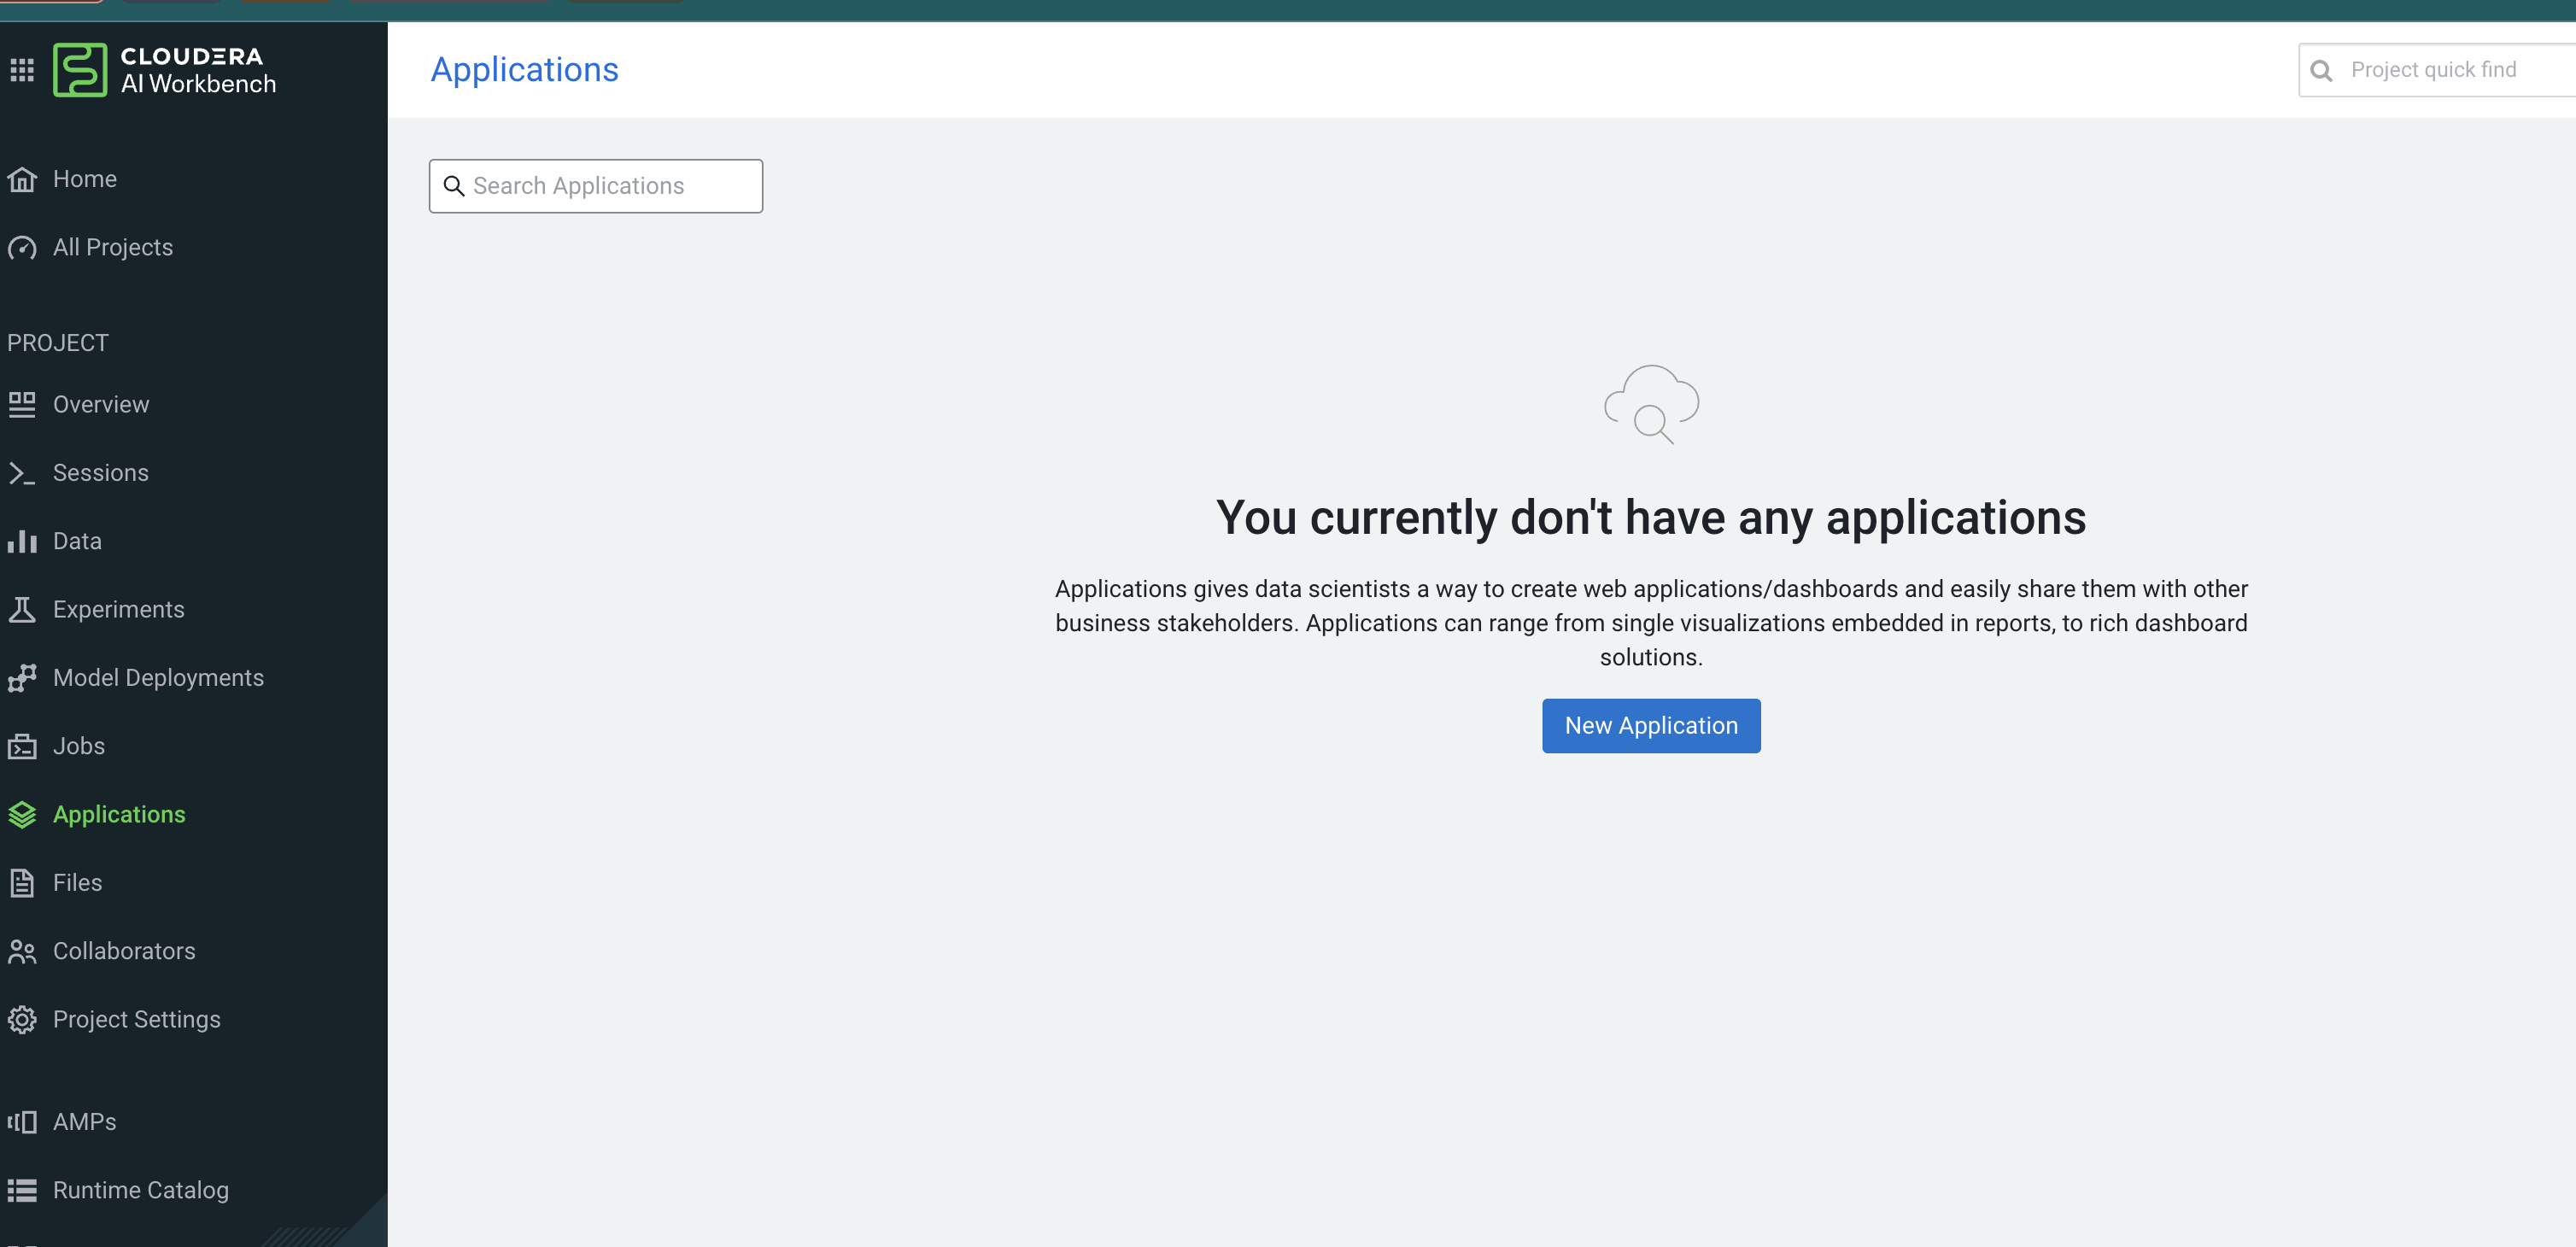 CLOUDERA
AI Workbench
Home
All Projects
PROJECT
Overview
Sessions
Data
Experiments
Model Deployments
Jobs
Applications
Files
Collaborators
Project Settings
AMPs
Runtime Catalog
Applications
Project quick find
Search Applications
You currently don't have any applications
Applications gives data scientists a way to create web applications/dashboards and easily share them with other
business stakeholders. Applications can range from single visualizations embedded in reports, to rich dashboard
solutions.
New Application